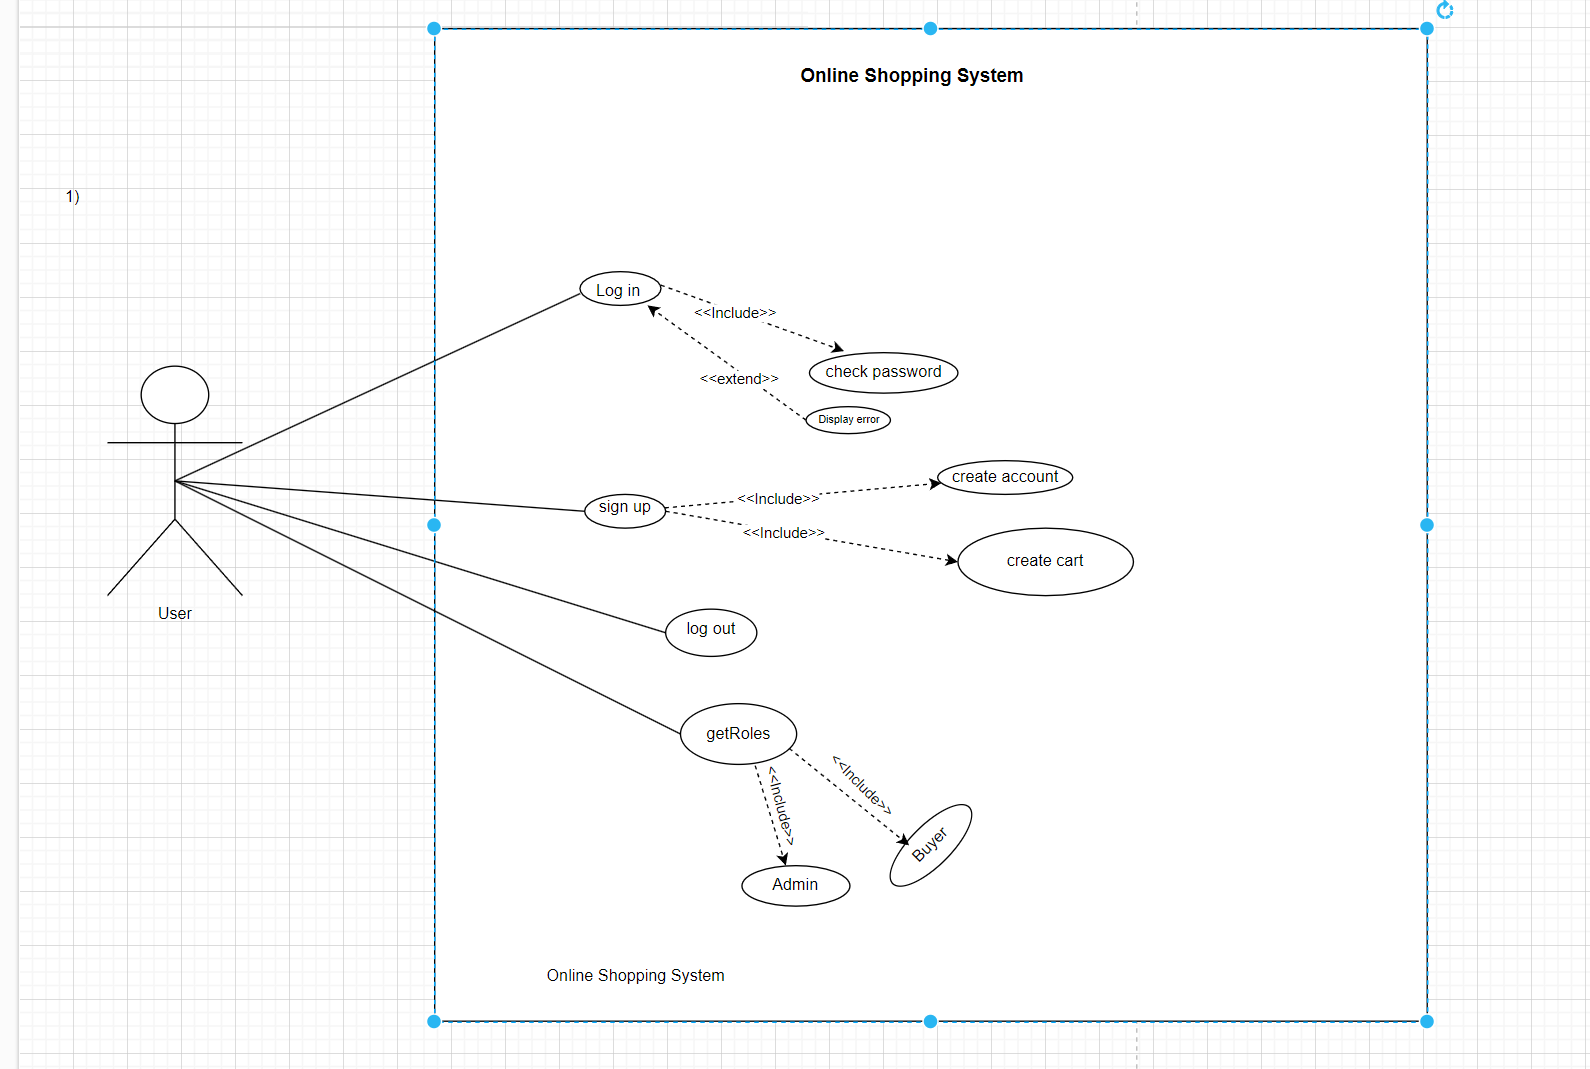 Online Shopping System
1)
Log in
<<Include>>
check password
<<extend>>
Display error
create account
<<Include>>
sign up
<<Include>>
create cart
User
log out
getRoles
<<Include>>
<<Include>>
Buyer
Admin
Online Shopping System